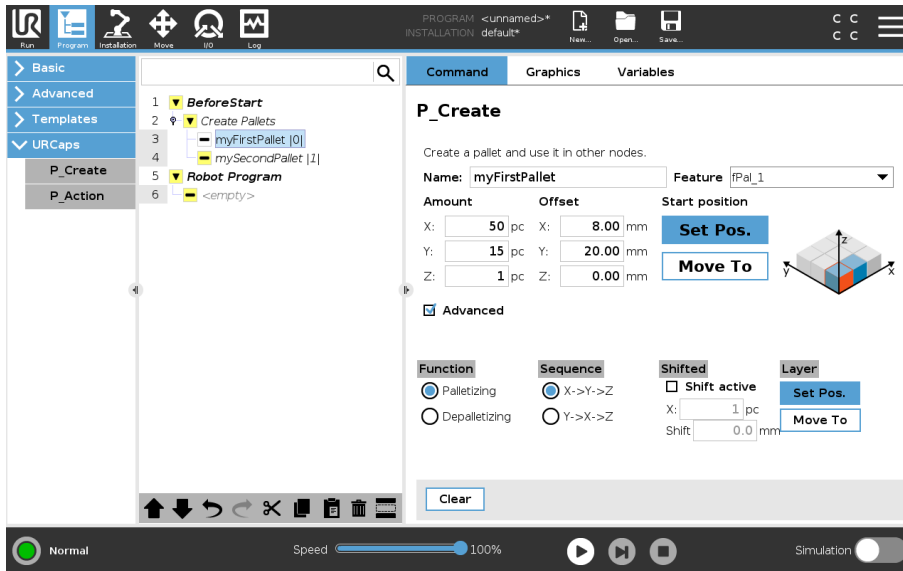 PROGRAM <unnamed>*
INSTALLATION default*
Run Program Installation Move I/O Log New... Open... Save...
C C
C C
Basic
Advanced
Templates
URCaps
P_Create
P_Action
1 BeforeStart
2 Create Pallets
3 myFirstPallet |0|
4 mySecondPallet |1|
5 Robot Program
6 <empty>
Command Graphics Variables
P_Create
Create a pallet and use it in other nodes.
Name: myFirstPallet Feature fPal_1
Amount Offset Start position
X: 50 pc X: 8.00 mm Set Pos.
Y: 15 pc Y: 20.00 mm Move To
Z: 1 pc Z: 0.00 mm
z
y x
Advanced
Function Sequence Shifted Layer
Palletizing X->Y->Z Shift active Set Pos.
X: 1 pc
Depalletizing Y->X->Z Move To
Shift 0.0 mm
Clear
Normal Speed 100% Simulation